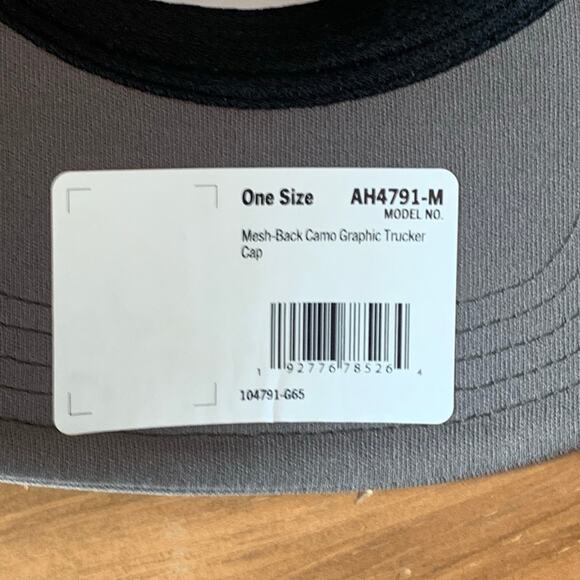 One Size AH4791-M
MODEL NO.
Mesh-Back Camo Graphic Trucker
Cap
1 92776 78526 4
104791-G65